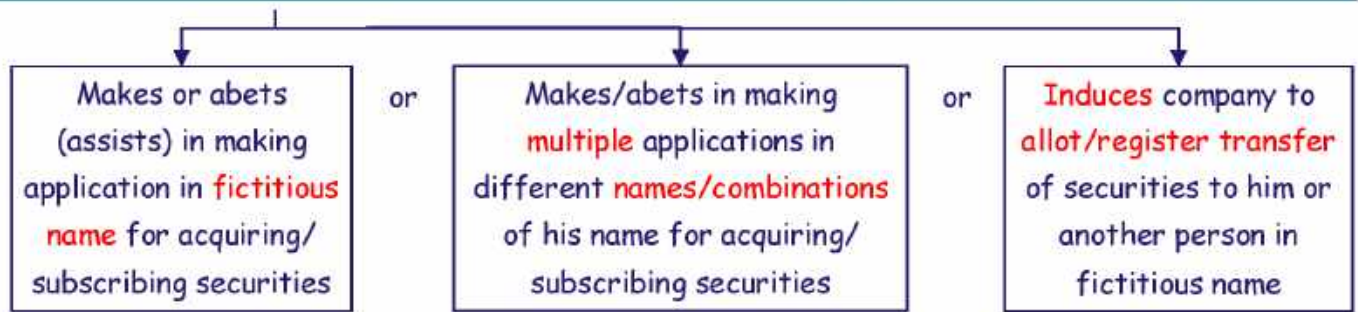 Makes or abets
(assists) in making
application in fictitious
name for acquiring/
subscribing securities
or
Makes/abets in making
multiple applications in
different names/combinations
of his name for acquiring/
subscribing securities
or
Induces company to
allot/register transfer
of securities to him or
another person in
fictitious name